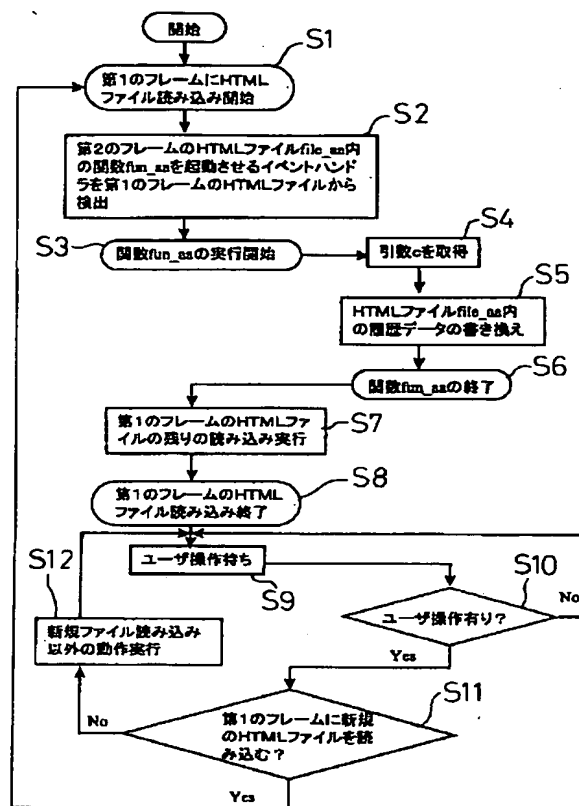 開始
S1
第1のフレームにHTML
ファイル読み込み開始
S2
第2のフレームのHTMLファイルfile_an内
の関数fun_anを起動させるイベントハンド
ラを第1のフレームのHTMLファイルから
検出
S3
関数fun_anの実行開始
S4
引数cを取得
S5
HTMLファイルfile_an内
の履歴データの書き換え
S6
関数fun_anの終了
S7
第1のフレームのHTMLファ
イルの残りの読み込み実行
S8
第1のフレームのHTML
ファイル読み込み終了
S9
ユーザ操作待ち
S10
ユーザ操作有り?
No
Yes
S11
第1のフレームに新規
のHTMLファイルを読
み込む?
No
Yes
S12
新規ファイル読み込み
以外の動作実行